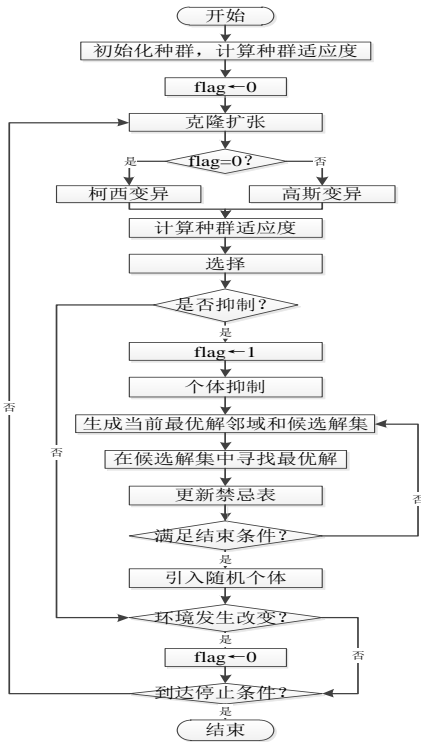 开始
初始化种群，计算种群适应度
flag←0
克隆扩张
flag=0？
是
否
柯西变异
高斯变异
计算种群适应度
选择
是否抑制？
是
flag←1
个体抑制
否
生成当前最优解邻域和候选解集
否
在候选解集中寻找最优解
更新禁忌表
否
满足结束条件？
是
引入随机个体
环境发生改变？
是
否
flag←0
到达停止条件？
是
结束